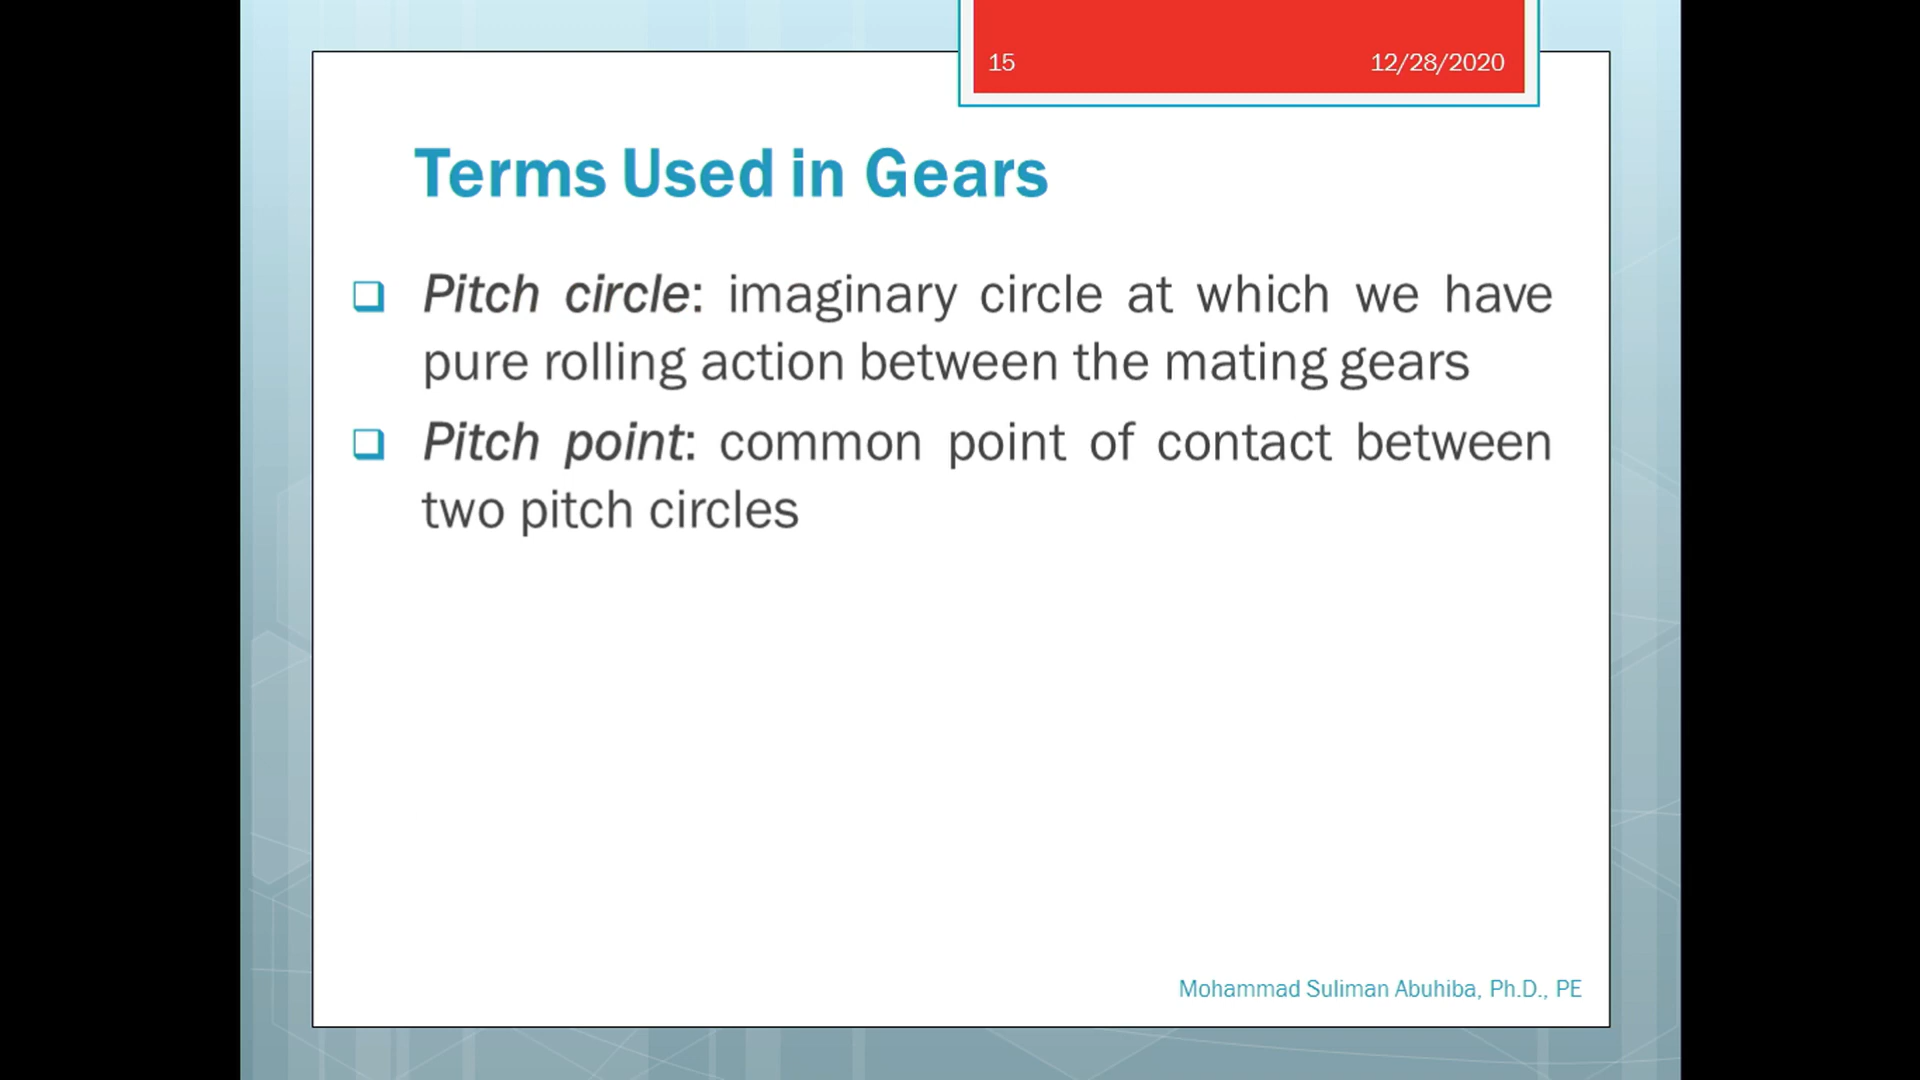 15 12/28/2020
Terms Used in Gears
❑ Pitch circle: imaginary circle at which we have
pure rolling action between the mating gears
❑ Pitch point: common point of contact between
two pitch circles
Mohammad Suliman Abuhiba, Ph.D., PE